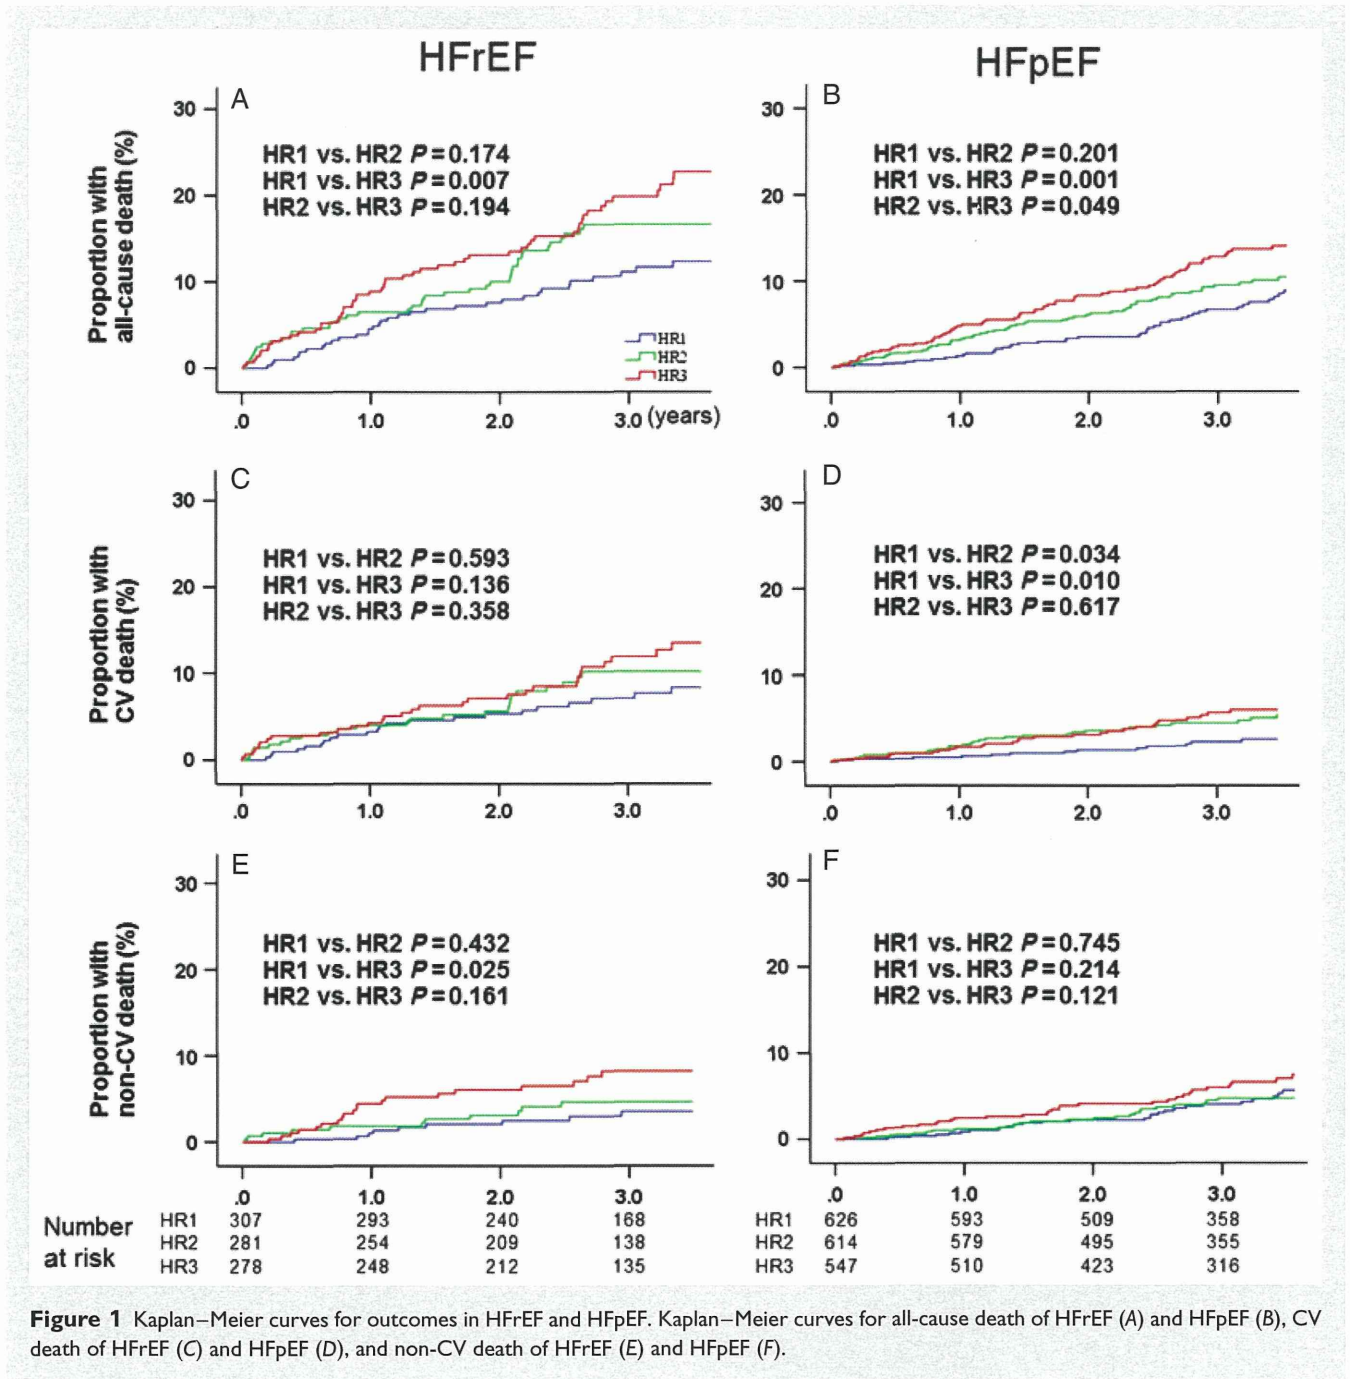 HFrEF
HFpEF
A
Proportion with
all-cause death (%)
30
20
10
0
HR1 vs. HR2 P=0.174
HR1 vs. HR3 P=0.007
HR2 vs. HR3 P=0.194
HR1
HR2
HR3
.0 1.0 2.0 3.0 (years)
B
30
20
10
0
HR1 vs. HR2 P=0.201
HR1 vs. HR3 P=0.001
HR2 vs. HR3 P=0.049
.0 1.0 2.0 3.0
C
Proportion with
CV death (%)
30
20
10
0
HR1 vs. HR2 P=0.593
HR1 vs. HR3 P=0.136
HR2 vs. HR3 P=0.358
.0 1.0 2.0 3.0
D
30
20
10
0
HR1 vs. HR2 P=0.034
HR1 vs. HR3 P=0.010
HR2 vs. HR3 P=0.617
.0 1.0 2.0 3.0
E
Proportion with
non-CV death (%)
30
20
10
0
HR1 vs. HR2 P=0.432
HR1 vs. HR3 P=0.025
HR2 vs. HR3 P=0.161
.0 1.0 2.0 3.0
F
30
20
10
0
HR1 vs. HR2 P=0.745
HR1 vs. HR3 P=0.214
HR2 vs. HR3 P=0.121
.0 1.0 2.0 3.0
Number
at risk
HR1 307 293 240 168
HR2 281 254 209 138
HR3 278 248 212 135
HR1 626 593 509 358
HR2 614 579 495 355
HR3 547 510 423 316
Figure 1 Kaplan–Meier curves for outcomes in HFrEF and HFpEF. Kaplan–Meier curves for all-cause death of HFrEF (A) and HFpEF (B), CV
death of HFrEF (C) and HFpEF (D), and non-CV death of HFrEF (E) and HFpEF (F).